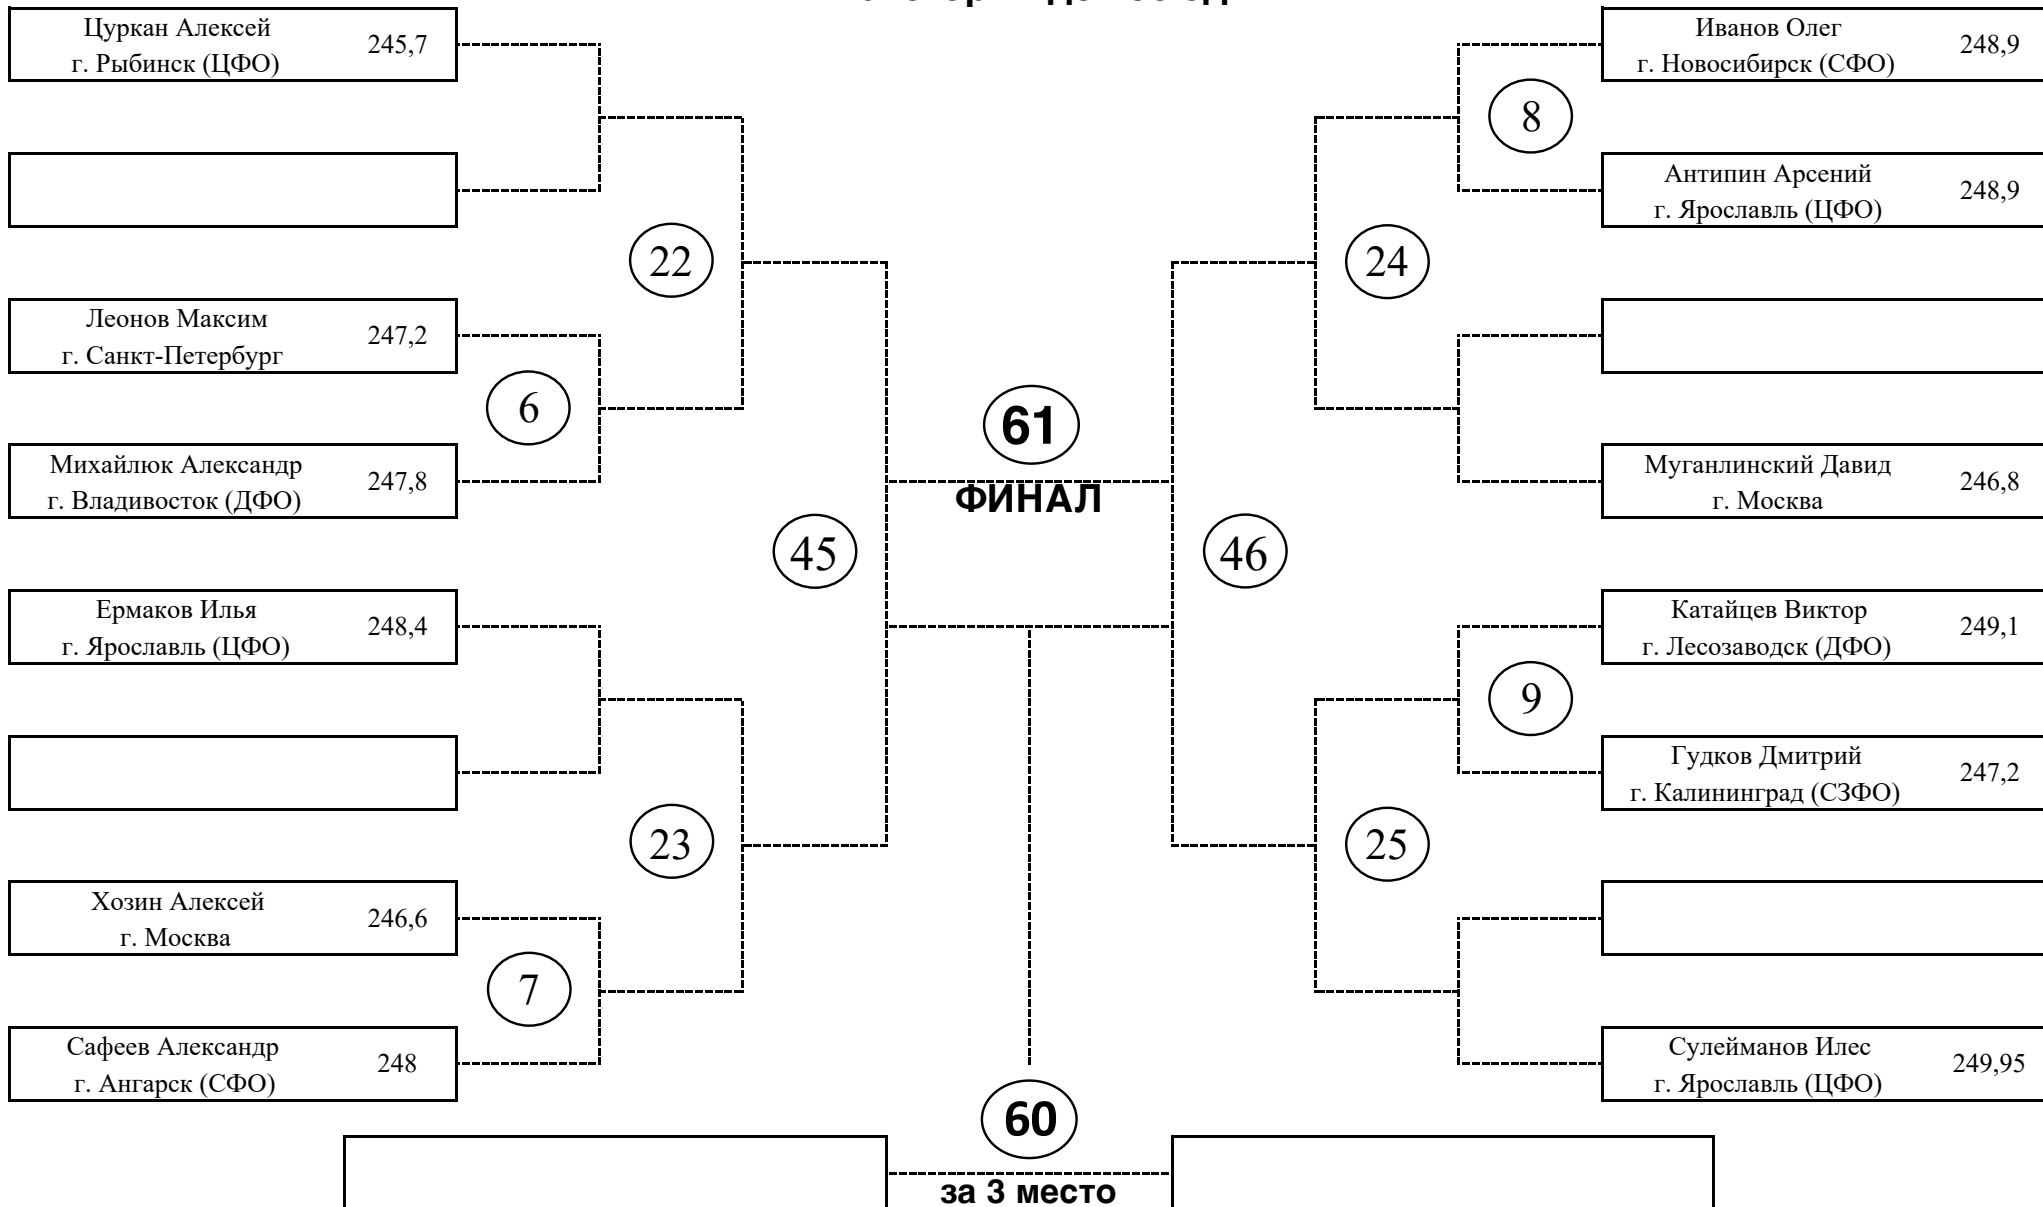 Цуркан Алексей
г. Рыбинск (ЦФО)
245,7
Леонов Максим
г. Санкт-Петербург
247,2
Михайлюк Александр
г. Владивосток (ДФО)
247,8
Ермаков Илья
г. Ярославль (ЦФО)
248,4
Хозин Алексей
г. Москва
246,6
Сафеев Александр
г. Ангарск (СФО)
248
6
7
22
23
45
61
ФИНАЛ
60
за 3 место
46
24
25
8
9
Иванов Олег
г. Новосибирск (СФО)
248,9
Антипин Арсений
г. Ярославль (ЦФО)
248,9
Муганлинский Давид
г. Москва
246,8
Катайцев Виктор
г. Лесозаводск (ДФО)
249,1
Гудков Дмитрий
г. Калининград (СЗФО)
247,2
Сулейманов Илес
г. Ярославль (ЦФО)
249,95